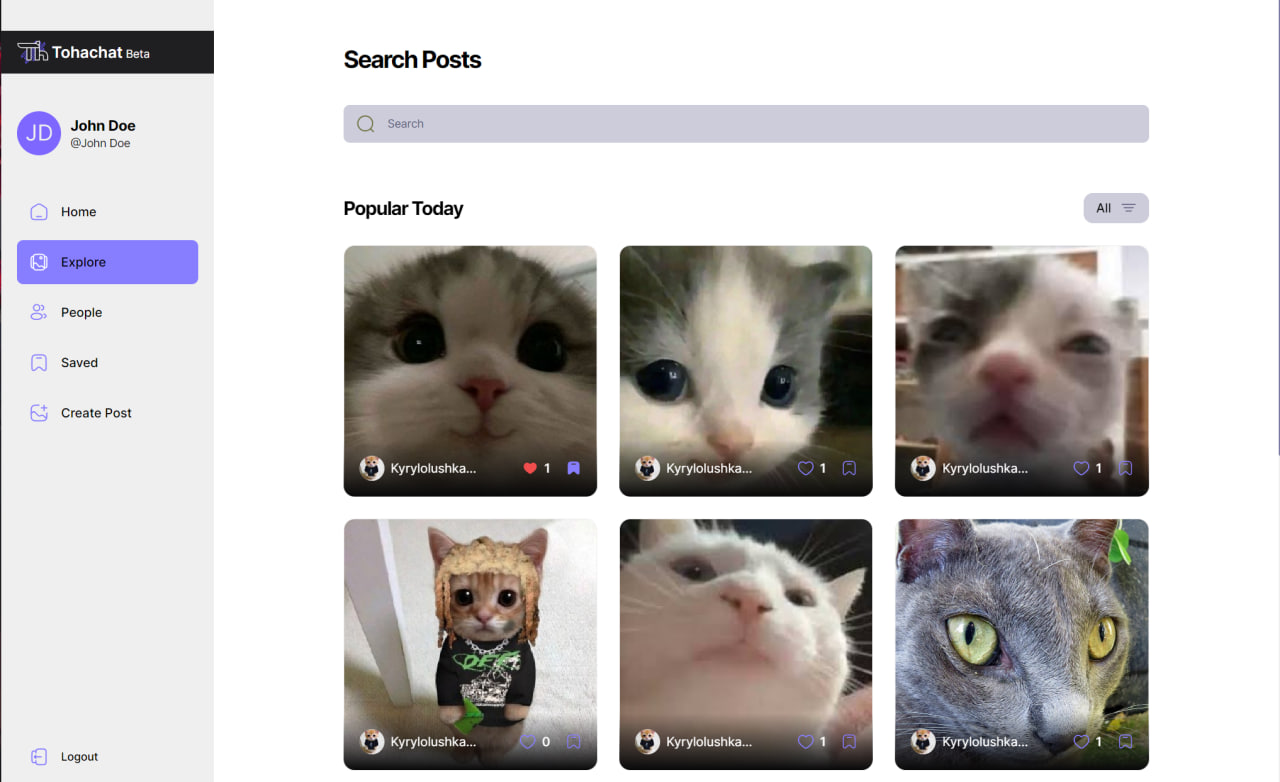 Tohachat Beta
JD
John Doe
@John Doe
Home
Explore
People
Saved
Create Post
Logout
Search Posts
Search
Popular Today
All
Kyrylolushka... 1
Kyrylolushka... 1
Kyrylolushka... 1
Kyrylolushka... 0
Kyrylolushka... 1
Kyrylolushka... 1